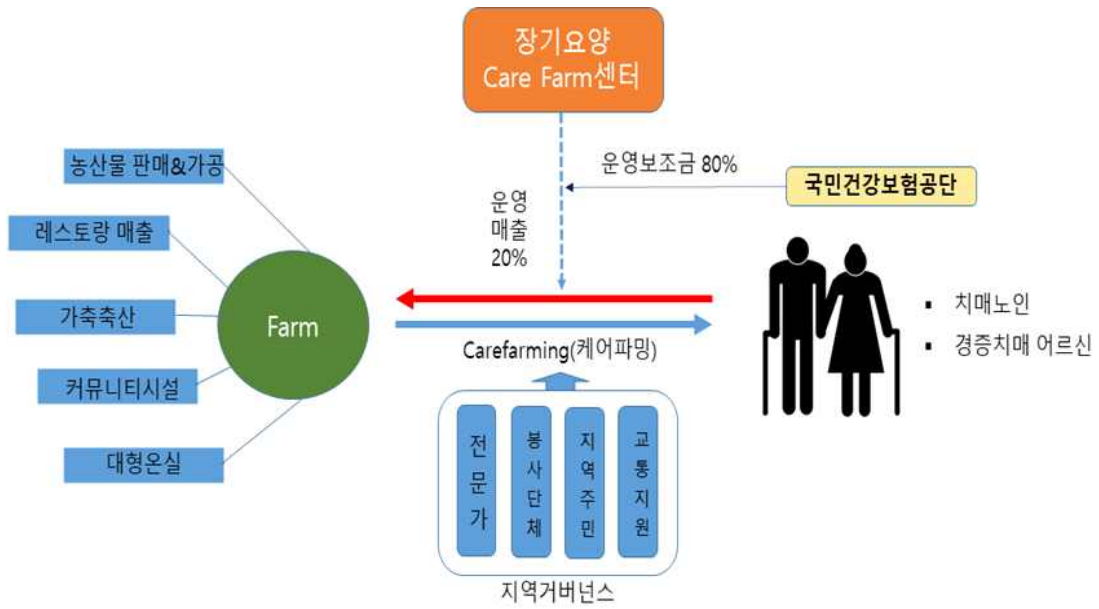 장기요양
Care Farm센터
농산물 판매&가공
운영보조금 80%
국민건강보험공단
운영
매출
20%
레스토랑 매출
가축축산
Farm
커뮤니티시설
대형온실
치매노인
경증치매 어르신
Carefarming(케어파밍)
전문가
봉사단체
지역주민
교통지원
지역거버넌스